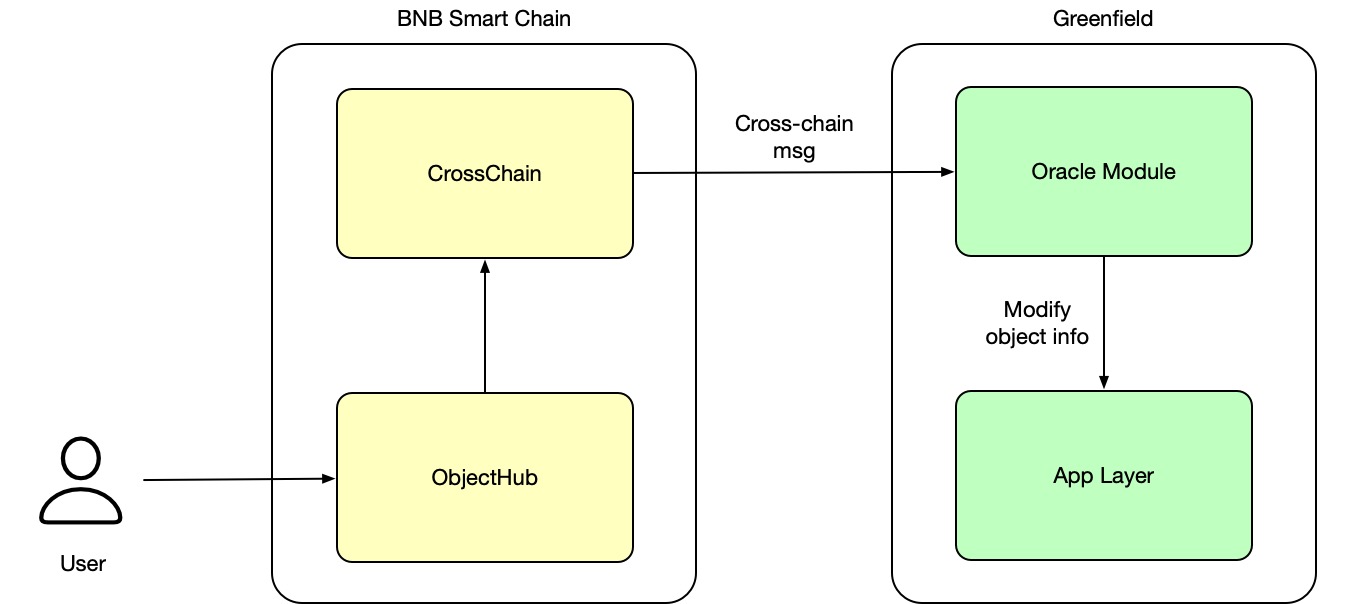 BNB Smart Chain
Greenfield
CrossChain
Cross-chain
msg
Oracle Module
Modify
object info
ObjectHub
App Layer
User